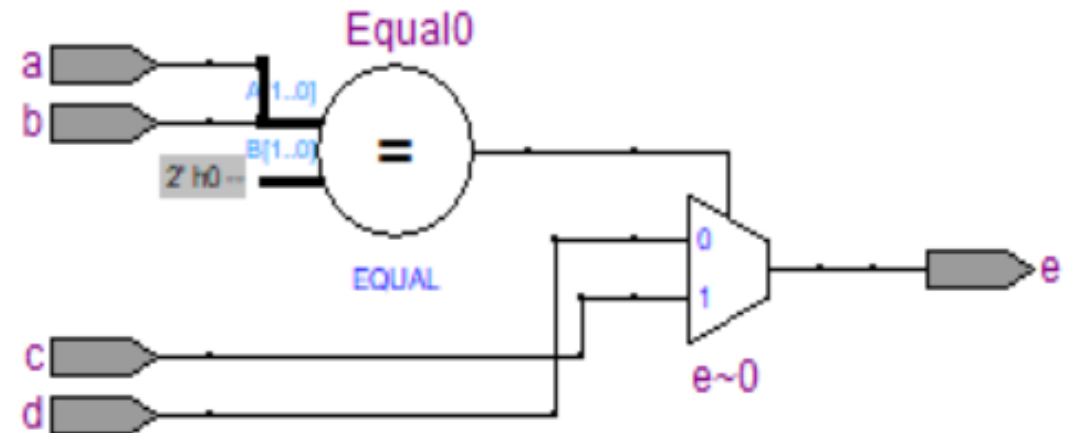 Equal0
a
A[1..0]
b
B[1..0]
2' h0 --
=
0
EQUAL
e
1
c
e~0
d